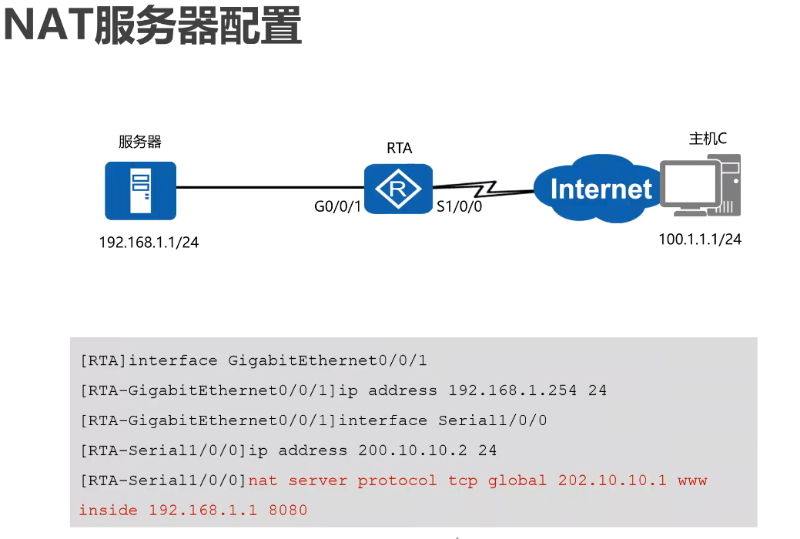 NAT服务器配置
服务器
RTA
主机C
R
Internet
G0/0/1
S1/0/0
192.168.1.1/24
100.1.1.1/24
[RTA]interface GigabitEthernet0/0/1
[RTA-GigabitEthernet0/0/1]ip address 192.168.1.254 24
[RTA-GigabitEthernet0/0/1]interface Serial1/0/0
[RTA-Serial1/0/0]ip address 200.10.10.2 24
[RTA-Serial1/0/0]nat server protocol tcp global 202.10.10.1 www
inside 192.168.1.1 8080